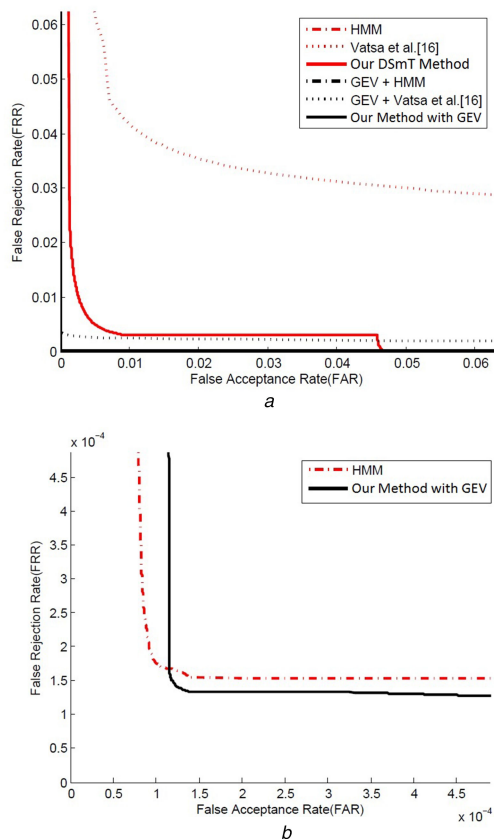 0.06
0.05
0.04
0.03
0.02
0.01
0
False Rejection Rate(FRR)
HMM
Vatsa et al.[16]
Our DSmT Method
GEV + HMM
GEV + Vatsa et al.[16]
Our Method with GEV
0 0.01 0.02 0.03 0.04 0.05 0.06
False Acceptance Rate(FAR)
a
x 10⁻⁴
4.5
4
3.5
3
2.5
2
1.5
1
0.5
0
False Rejection Rate(FRR)
HMM
Our Method with GEV
0 0.5 1 1.5 2 2.5 3 3.5 4 4.5
False Acceptance Rate(FAR)
x 10⁻⁴
b